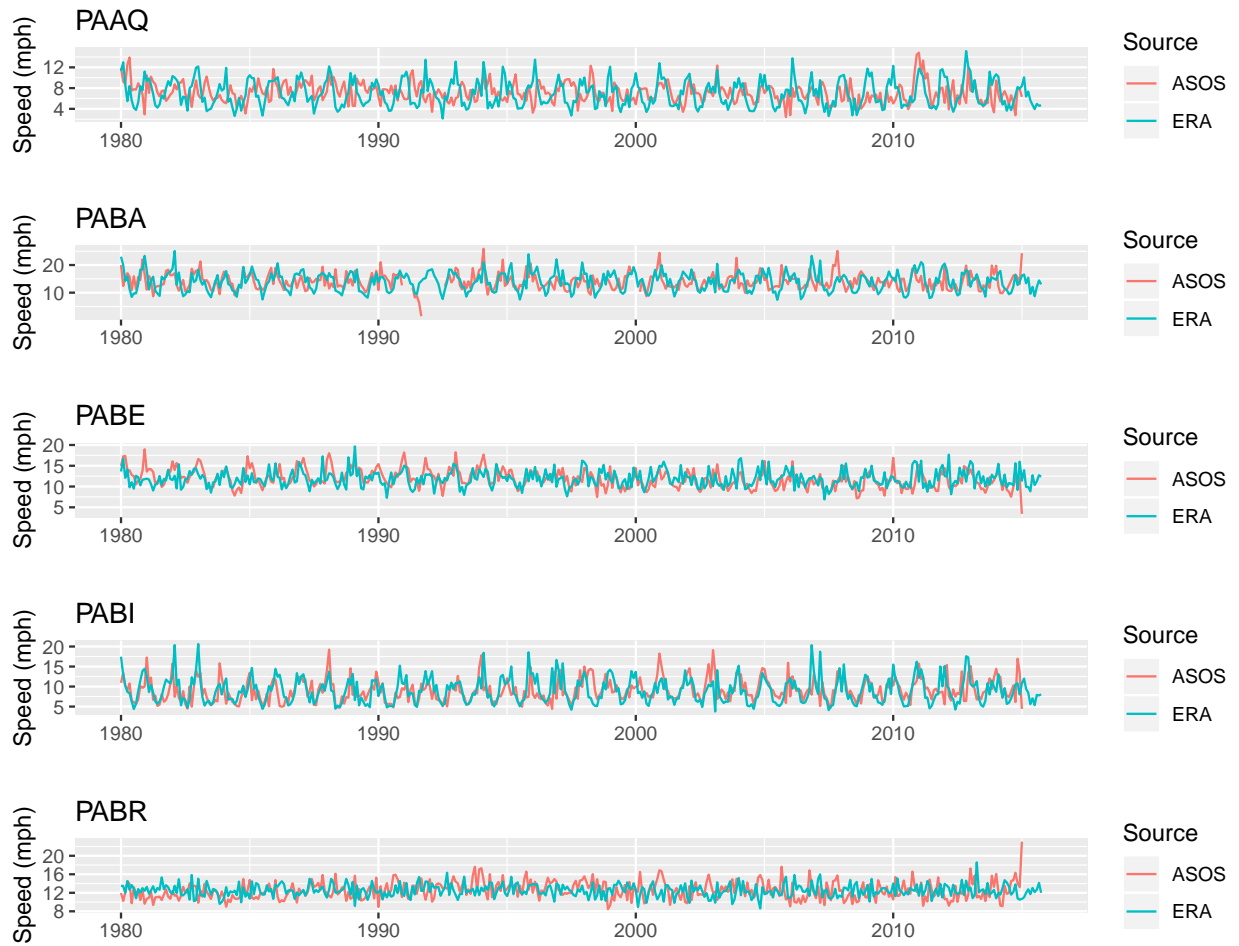 PAAQ
Speed (mph)
12
8
4
1980 1990 2000 2010
Source
ASOS
ERA
PABA
Speed (mph)
20
10
1980 1990 2000 2010
Source
ASOS
ERA
PABE
Speed (mph)
20
15
10
5
1980 1990 2000 2010
Source
ASOS
ERA
PABI
Speed (mph)
20
15
10
5
1980 1990 2000 2010
Source
ASOS
ERA
PABR
Speed (mph)
20
16
12
8
1980 1990 2000 2010
Source
ASOS
ERA